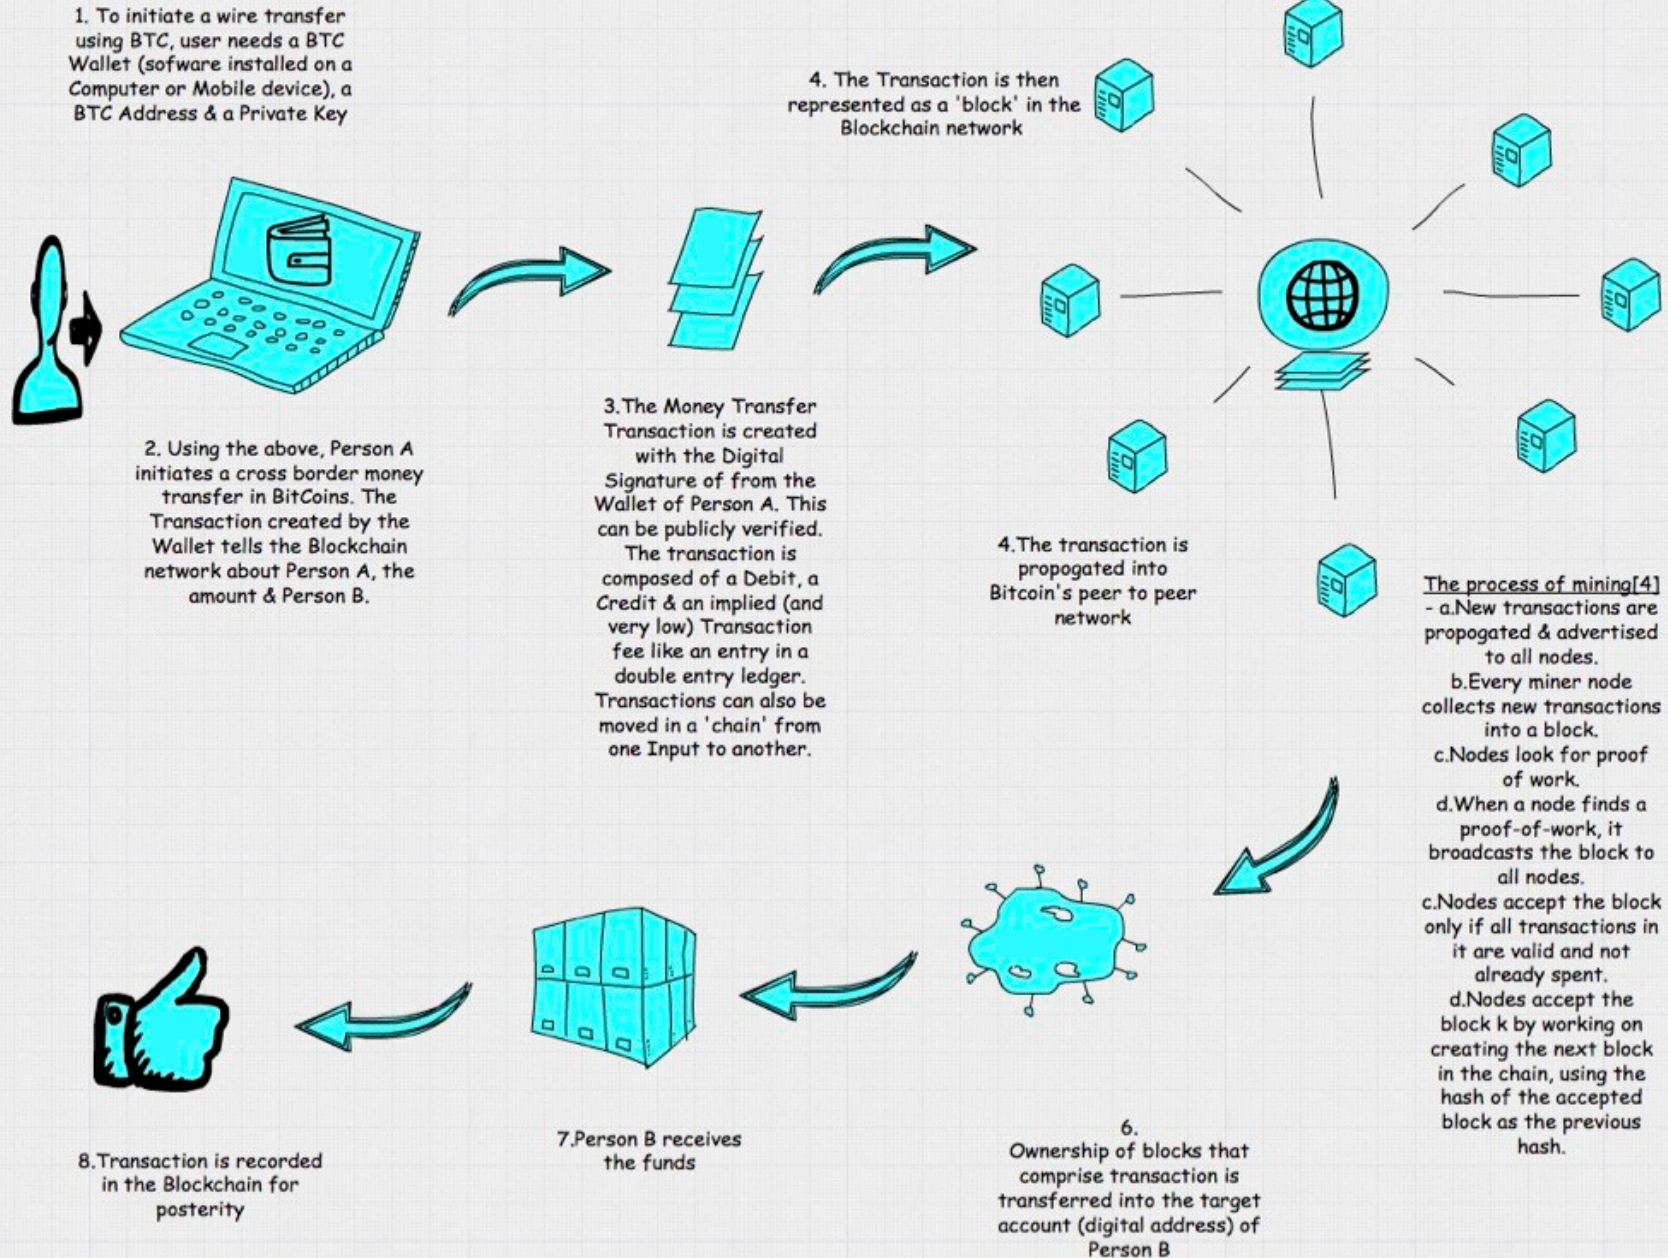 1. To initiate a wire transfer
using BTC, user needs a BTC
Wallet (sofware installed on a
Computer or Mobile device), a
BTC Address & a Private Key
2. Using the above, Person A
initiates a cross border money
transfer in BitCoins. The
Transaction created by the
Wallet tells the Blockchain
network about Person A, the
amount & Person B.
3.The Money Transfer
Transaction is created
with the Digital
Signature of from the
Wallet of Person A. This
can be publicly verified.
The transaction is
composed of a Debit, a
Credit & an implied (and
very low) Transaction
fee like an entry in a
double entry ledger.
Transactions can also be
moved in a 'chain' from
one Input to another.
4. The Transaction is then
represented as a 'block' in the
Blockchain network
4.The transaction is
propogated into
Bitcoin's peer to peer
network
The process of mining[4]
- a.New transactions are
propogated & advertised
to all nodes.
b.Every miner node
collects new transactions
into a block.
c.Nodes look for proof
of work.
d.When a node finds a
proof-of-work, it
broadcasts the block to
all nodes.
c.Nodes accept the block
only if all transactions in
it are valid and not
already spent.
d.Nodes accept the
block k by working on
creating the next block
in the chain, using the
hash of the accepted
block as the previous
hash.
6.
Ownership of blocks that
comprise transaction is
transferred into the target
account (digital address) of
Person B
7.Person B receives
the funds
8.Transaction is recorded
in the Blockchain for
posterity